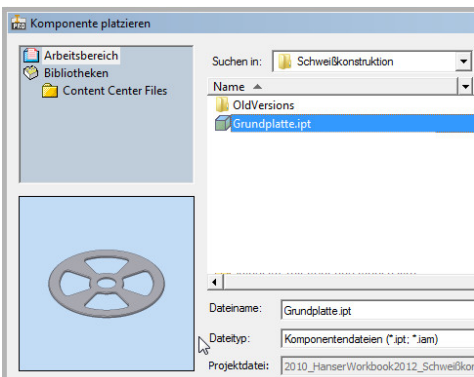 Komponente platzieren
Arbeitsbereich
Bibliotheken
Content Center Files
Suchen in: Schweißkonstruktion
Name
OldVersions
Grundplatte.ipt
Dateiname: Grundplatte.ipt
Dateityp: Komponentendateien (*.ipt; *.iam)
Projektdatei: 2010_HanserWorkbook2012_Schweißkon